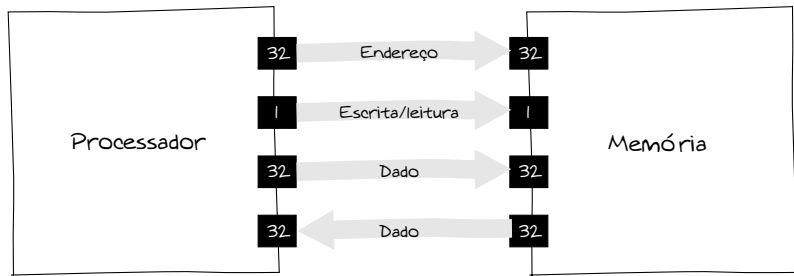 32 Endereço 32
1 Escrita/leitura 1
Processador Memória
32 Dado 32
32 Dado 32